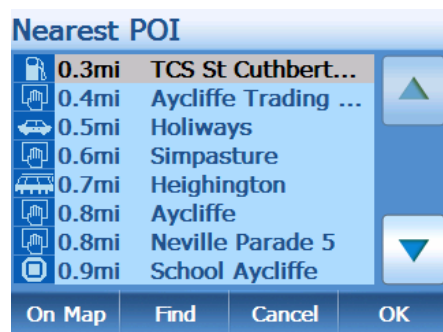 Nearest POI
0.3mi TCS St Cuthbert...
0.4mi Aycliffe Trading ...
0.5mi Holiways
0.6mi Simpasture
0.7mi Heighington
0.8mi Aycliffe
0.8mi Neville Parade 5
0.9mi School Aycliffe
On Map Find Cancel OK